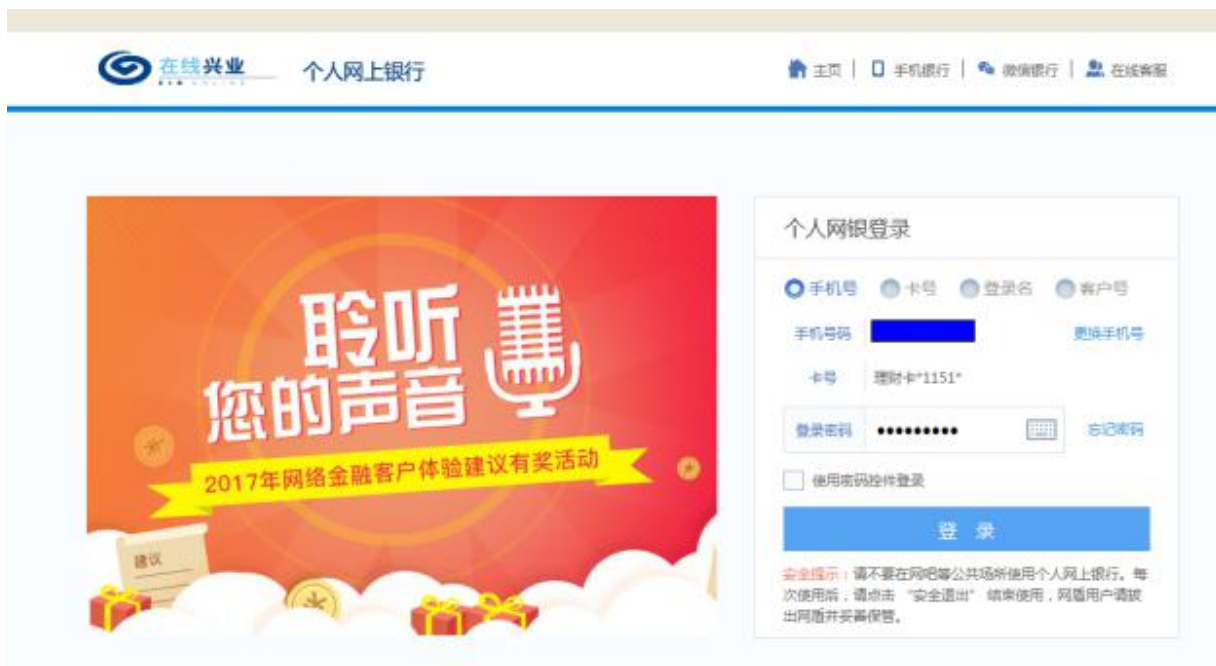 在线兴业
个人网上银行
主页 | 手机银行 | 微信银行 | 在线客服
聆听
您的声音
2017年网络金融客户体验建议有奖活动
建议
个人网银登录
手机号 卡号 登录名 客户号
手机号码 更换手机号
卡号 理财卡*1151*
登录密码 ••••••••• 忘记密码
使用密码控件登录
登 录
安全提示：请不要在网吧等公共场所使用个人网上银行。每
次使用后，请点击 “安全退出” 结束使用，网盾用户请拔
出网盾并妥善保管。